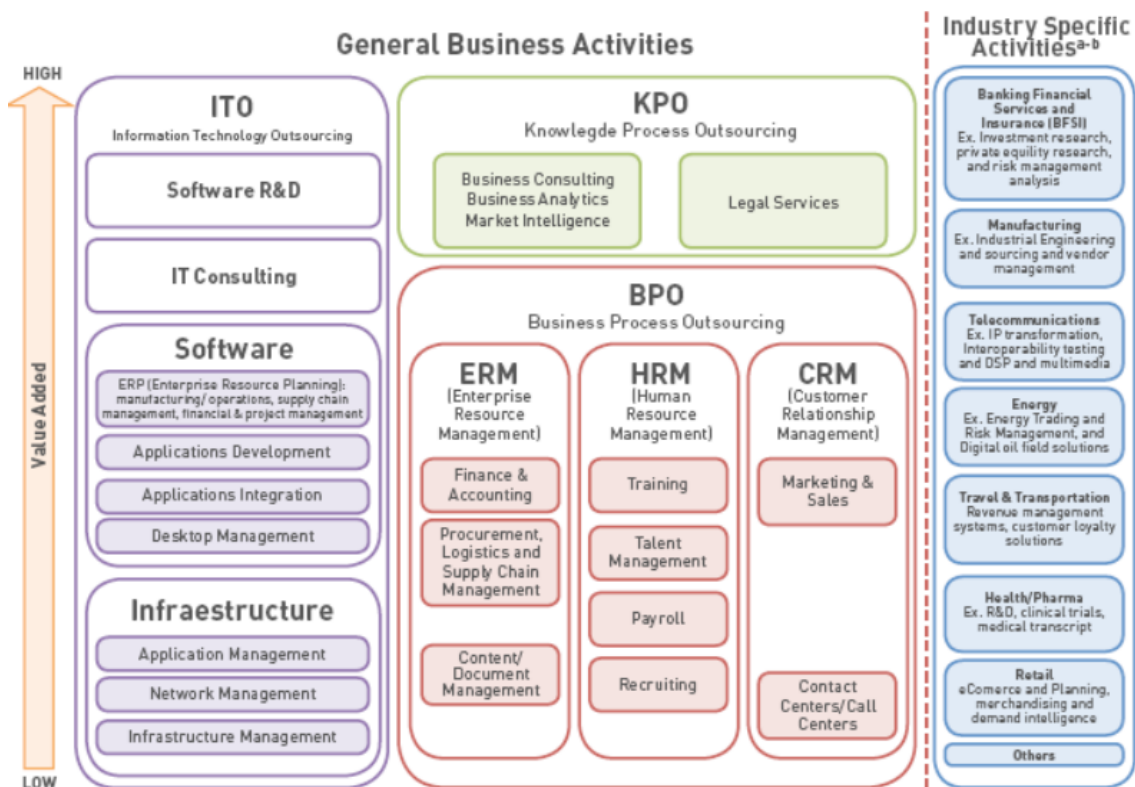 General Business Activities
Industry Specific
Activitiesa-b
HIGH
Value Added
LOW
ITO
Information Technology Outsourcing
Software R&D
IT Consulting
Software
ERP (Enterprise Resource Planning):
manufacturing/ operations, supply chain
management, financial & project management
Applications Development
Applications Integration
Desktop Management
Infraestructure
Application Management
Network Management
Infrastructure Management
KPO
Knowlegde Process Outsourcing
Business Consulting
Business Analytics
Market Intelligence
Legal Services
BPO
Business Process Outsourcing
ERM
(Enterprise
Resource
Management)
Finance &
Accounting
Procurement,
Logistics and
Supply Chain
Management
Content/
Document
Management
HRM
(Human
Resource
Management)
Training
Talent
Management
Payroll
Recruiting
CRM
(Customer
Relationship
Management)
Marketing &
Sales
Contact
Centers/Call
Centers
Banking Financial
Services and
Insurance (BFSI)
Ex. Investment research,
private equility research,
and risk management
analysis
Manufacturing
Ex. Industrial Engineering
and sourcing and vendor
management
Telecommunications
Ex. IP transformation,
Interoperability testing
and DSP and multimedia
Energy
Ex. Energy Trading and
Risk Management, and
Digital oil field solutions
Travel & Transportation
Revenue management
systems, customer loyalty
solutions
Health/Pharma
Ex. R&D, clinical trials,
medical transcript
Retail
eComerce and Planning,
merchandising and
demand intelligence
Others